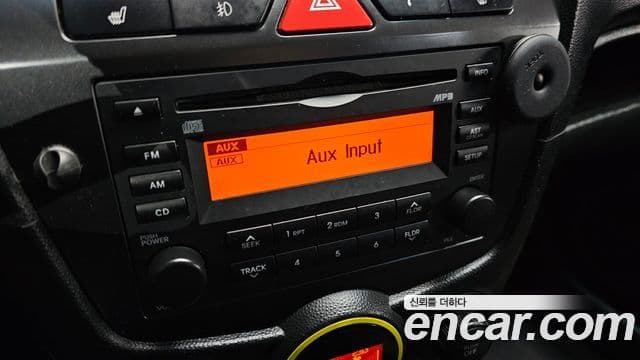 INFO
MP3
AUX
AUX
AUX
Aux Input
AST
SETUP
FM
AM
CD
ENTER
PUSH
POWER
SEEK
1 RPT
2 RDM
3
FLDR
TRACK
4
5
6
FLDR
FILE
신뢰를 더하다
encar.com